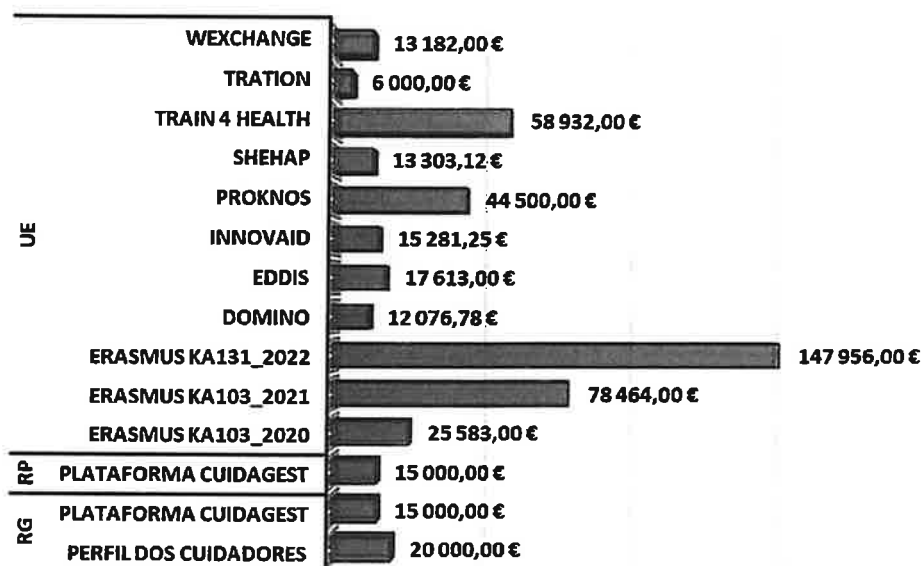 WEXCHANGE 13 182,00 €
TRATION 6 000,00 €
TRAIN 4 HEALTH 58 932,00 €
SHEHAP 13 303,12 €
PROKNOS 44 500,00 €
UE
INNOVAID 15 281,25 €
EDDIS 17 613,00 €
DOMINO 12 076,78 €
ERASMUS KA131_2022 147 956,00 €
ERASMUS KA103_2021 78 464,00 €
ERASMUS KA103_2020 25 583,00 €
RP PLATAFORMA CUIDAGEST 15 000,00 €
RG
PLATAFORMA CUIDAGEST 15 000,00 €
PERFIL DOS CUIDADORES 20 000,00 €